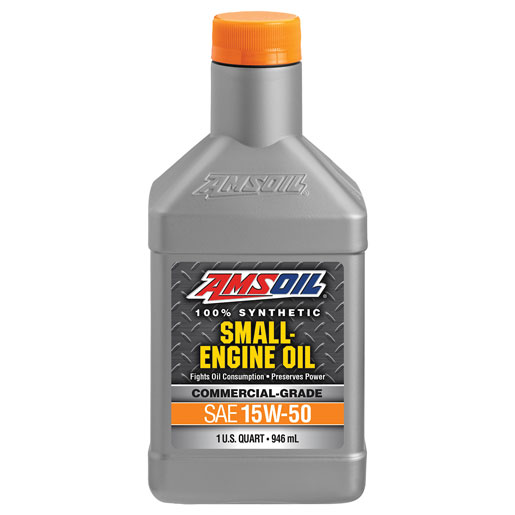 AMSOIL®
AMSOIL®
100% SYNTHETIC
SMALL-
ENGINE OIL
Fights Oil Consumption • Preserves Power
COMMERCIAL-GRADE
SAE 15W-50
1 U.S. QUART • 946 mL